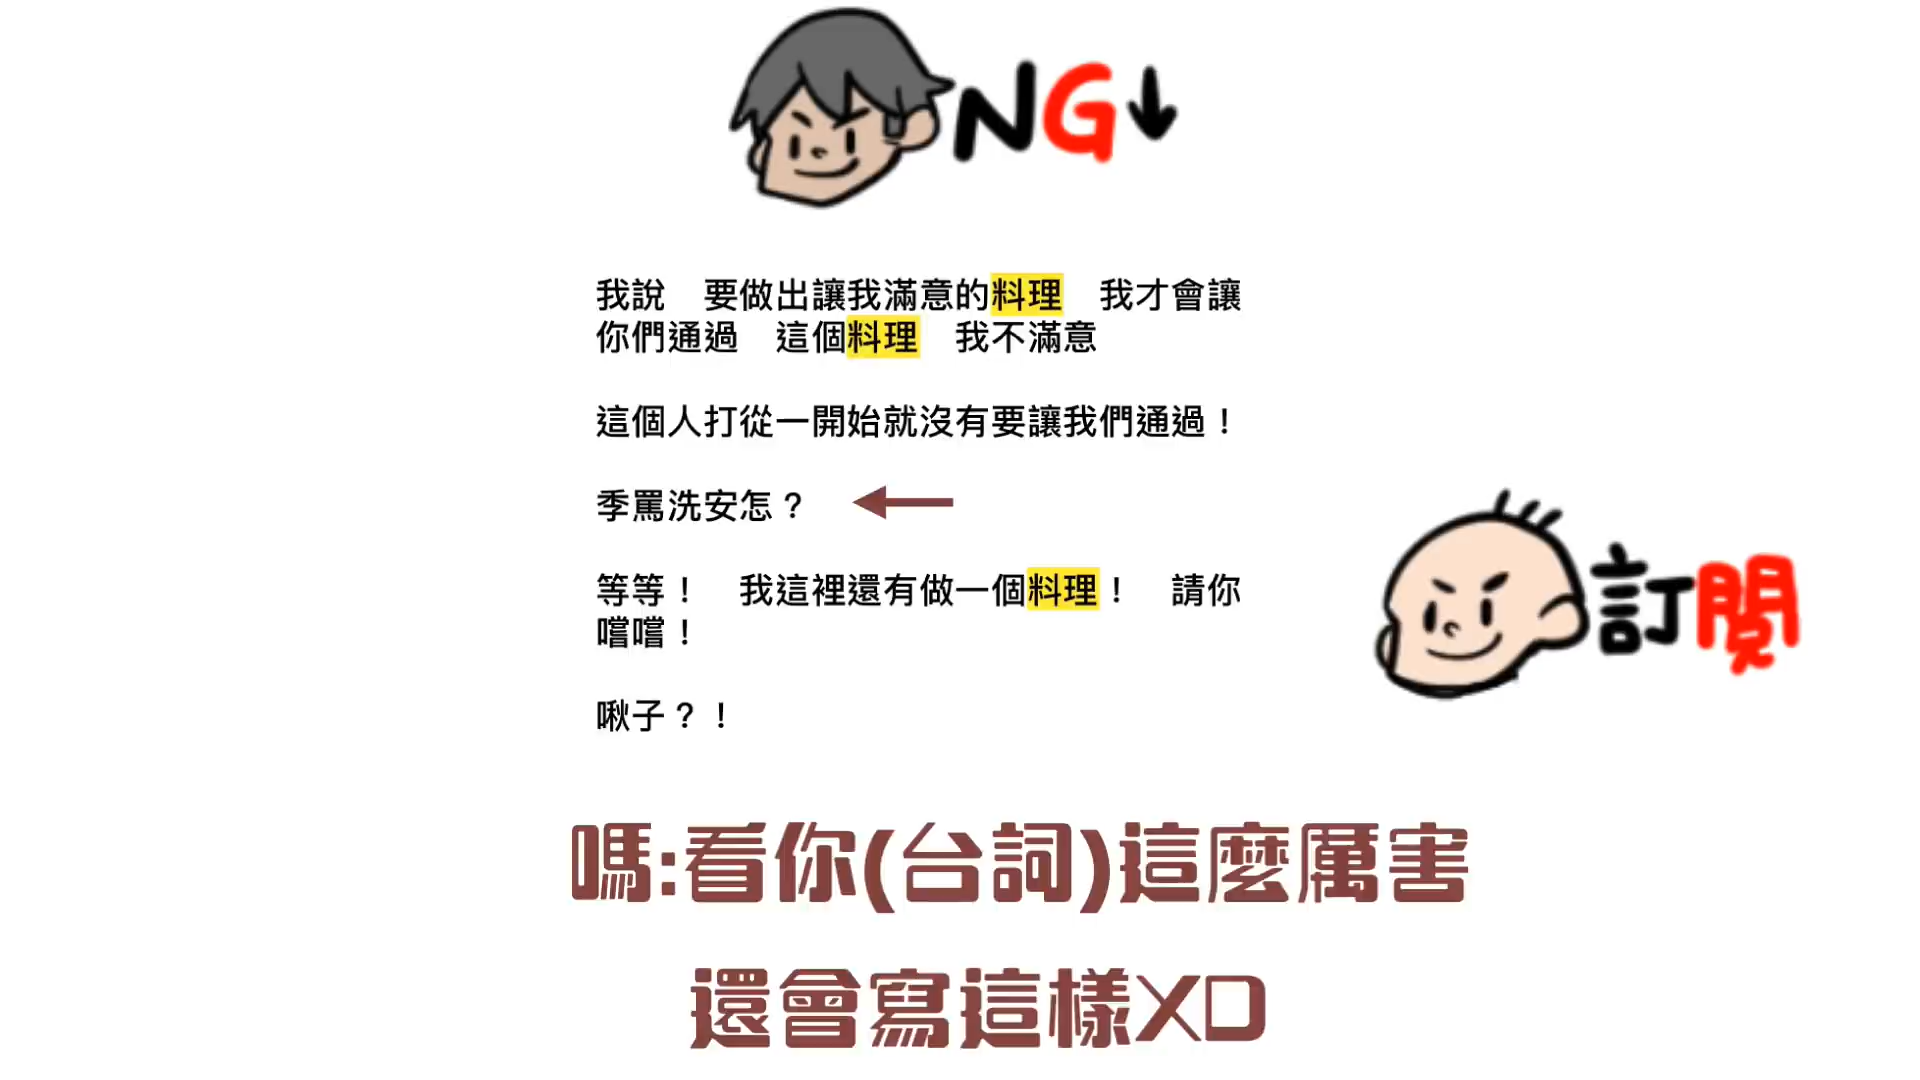 NG↓
我說　要做出讓我滿意的料理　我才會讓
你們通過　這個料理　我不滿意
這個人打從一開始就沒有要讓我們通過！
季罵洗安怎？
等等！　我這裡還有做一個料理！　請你
嚐嚐！
啾子？！
訂閱
嗎:看你(台詞)這麼厲害
還會寫這樣XD